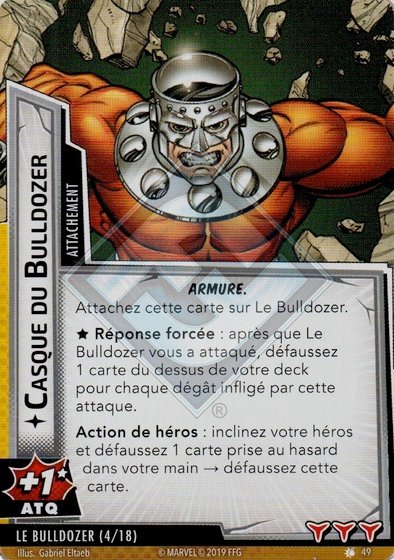 CASQUE DU BULLDOZER
ATTACHEMENT
ARMURE.
Attachez cette carte sur Le Bulldozer.
★ Réponse forcée : après que Le
Bulldozer vous a attaqué, défaussez
1 carte du dessus de votre deck
pour chaque dégât infligé par cette
attaque.
Action de héros : inclinez votre héros
et défaussez 1 carte prise au hasard
dans votre main → défaussez cette
carte.
+1★
ATQ
LE BULLDOZER (4/18)
Illus. Gabriel Eltaeb
© MARVEL © 2019 FFG
49
®